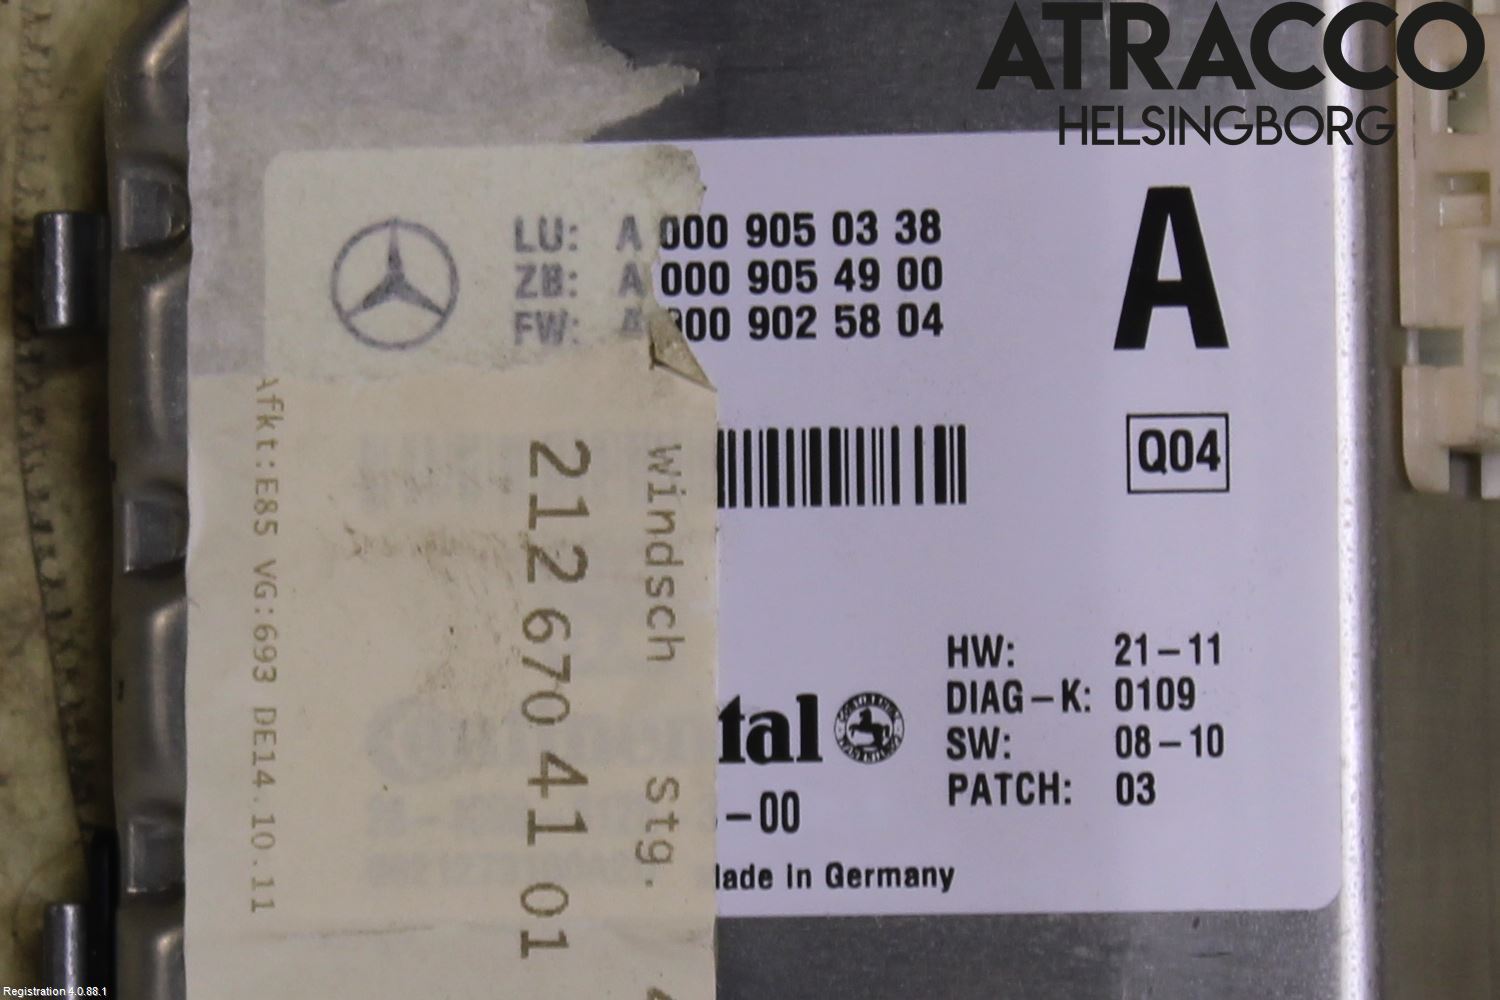 ATRACCO
HELSINGBORG
LU: A 000 905 03 38
ZB: A 000 905 49 00
FW: A 000 902 58 04
A
Q04
HW: 21-11
DIAG-K: 0109
SW: 08-10
PATCH: 03
-00
Made in Germany
Windsch Stg.
212 670 41 01
Afkt:E85 VG:693 DE14.10.11
Registration 4.0.88.1